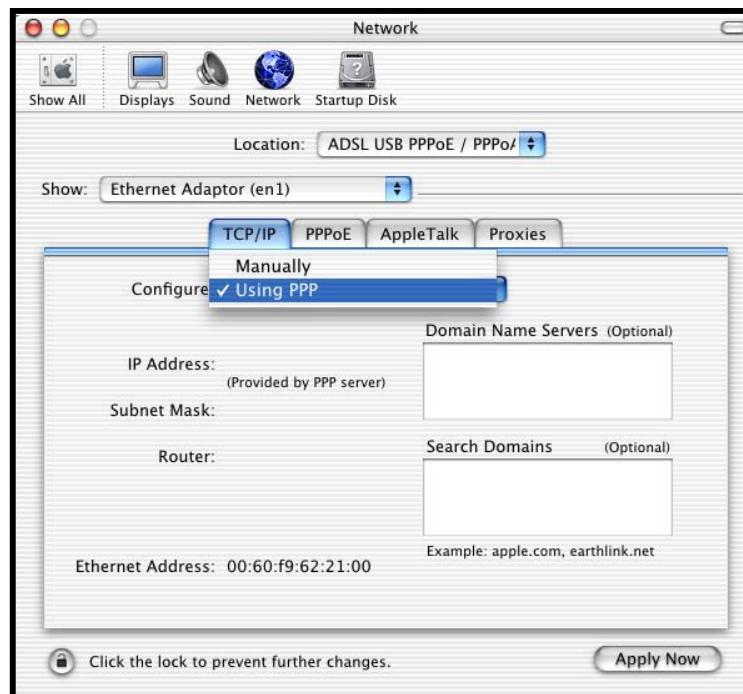 Network
Show All Displays Sound Network Startup Disk
Location: ADSL USB PPPoE / PPPoA
Show: Ethernet Adaptor (en1)
TCP/IP PPPoE AppleTalk Proxies
Manually
Configure ✓ Using PPP
Domain Name Servers (Optional)
IP Address:
(Provided by PPP server)
Subnet Mask:
Router:
Search Domains (Optional)
Example: apple.com, earthlink.net
Ethernet Address: 00:60:f9:62:21:00
Click the lock to prevent further changes.
Apply Now